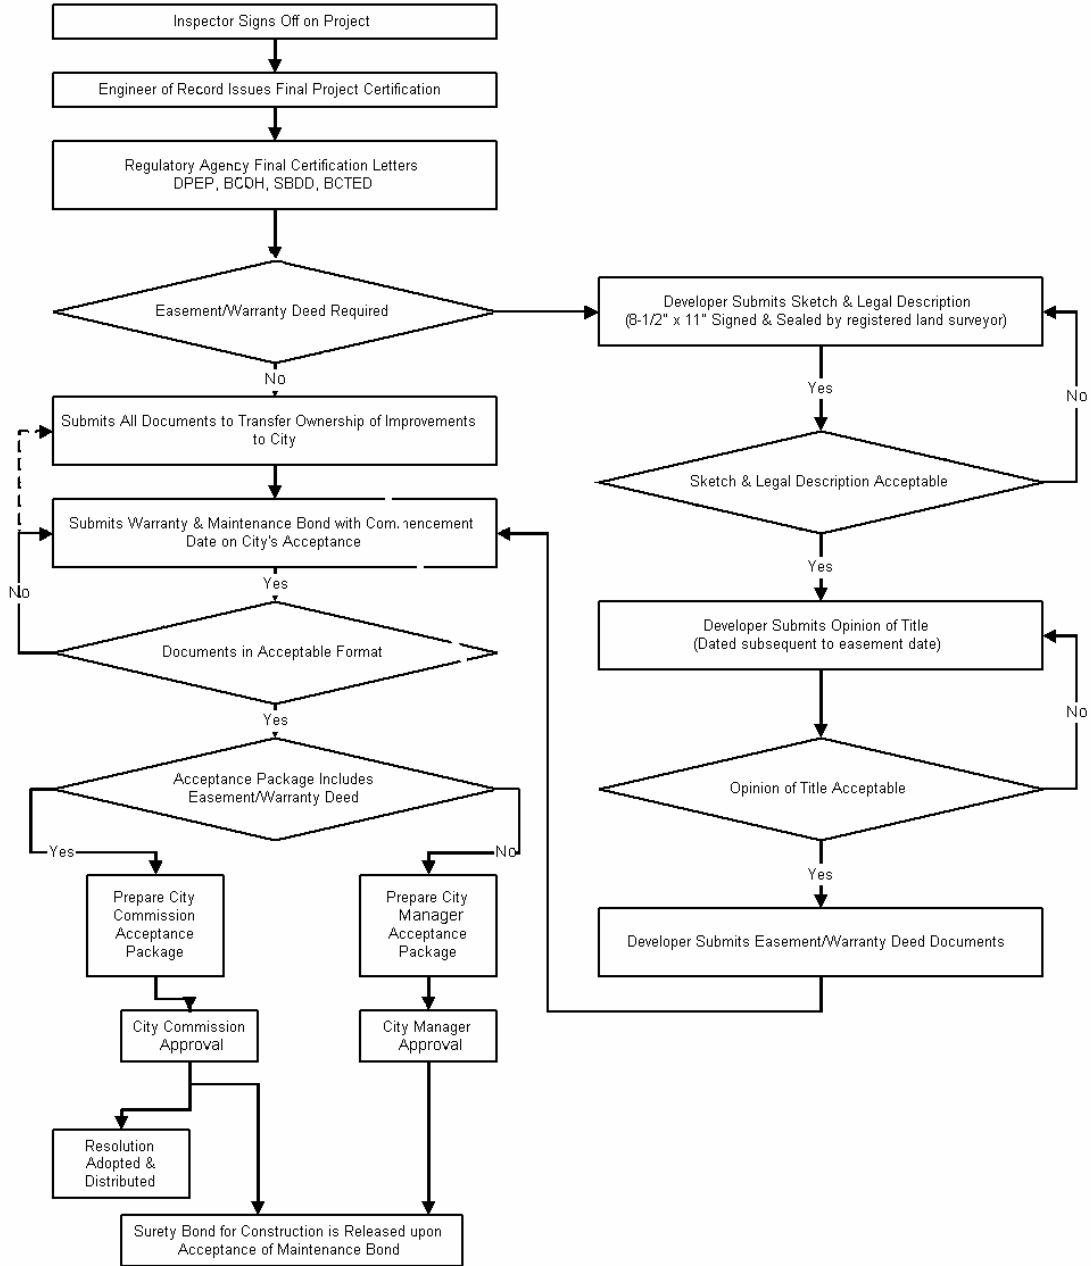 Inspector Signs Off on Project
Engineer of Record Issues Final Project Certification
Regulatory Agency Final Certification Letters
DPEP, BCOH, SBDD, BCTED
Easement/Warranty Deed Required
No
Submits All Documents to Transfer Ownership of Improvements
to City
Submits Warranty & Maintenance Bond with Commencement
Date on City's Acceptance
Yes
No
Documents in Acceptable Format
Yes
Acceptance Package Includes
Easement/Warranty Deed
Yes
No
Prepare City
Commission
Acceptance
Package
Prepare City
Manager
Acceptance
Package
City Commission
Approval
City Manager
Approval
Resolution
Adopted &
Distributed
Surety Bond for Construction is Released upon
Acceptance of Maintenance Bond
Developer Submits Sketch & Legal Description
(8-1/2" x 11" Signed & Sealed by registered land surveyor)
Yes
No
Sketch & Legal Description Acceptable
Yes
Developer Submits Opinion of Title
(Dated subsequent to easement date)
No
Opinion of Title Acceptable
Yes
Developer Submits Easement/Warranty Deed Documents